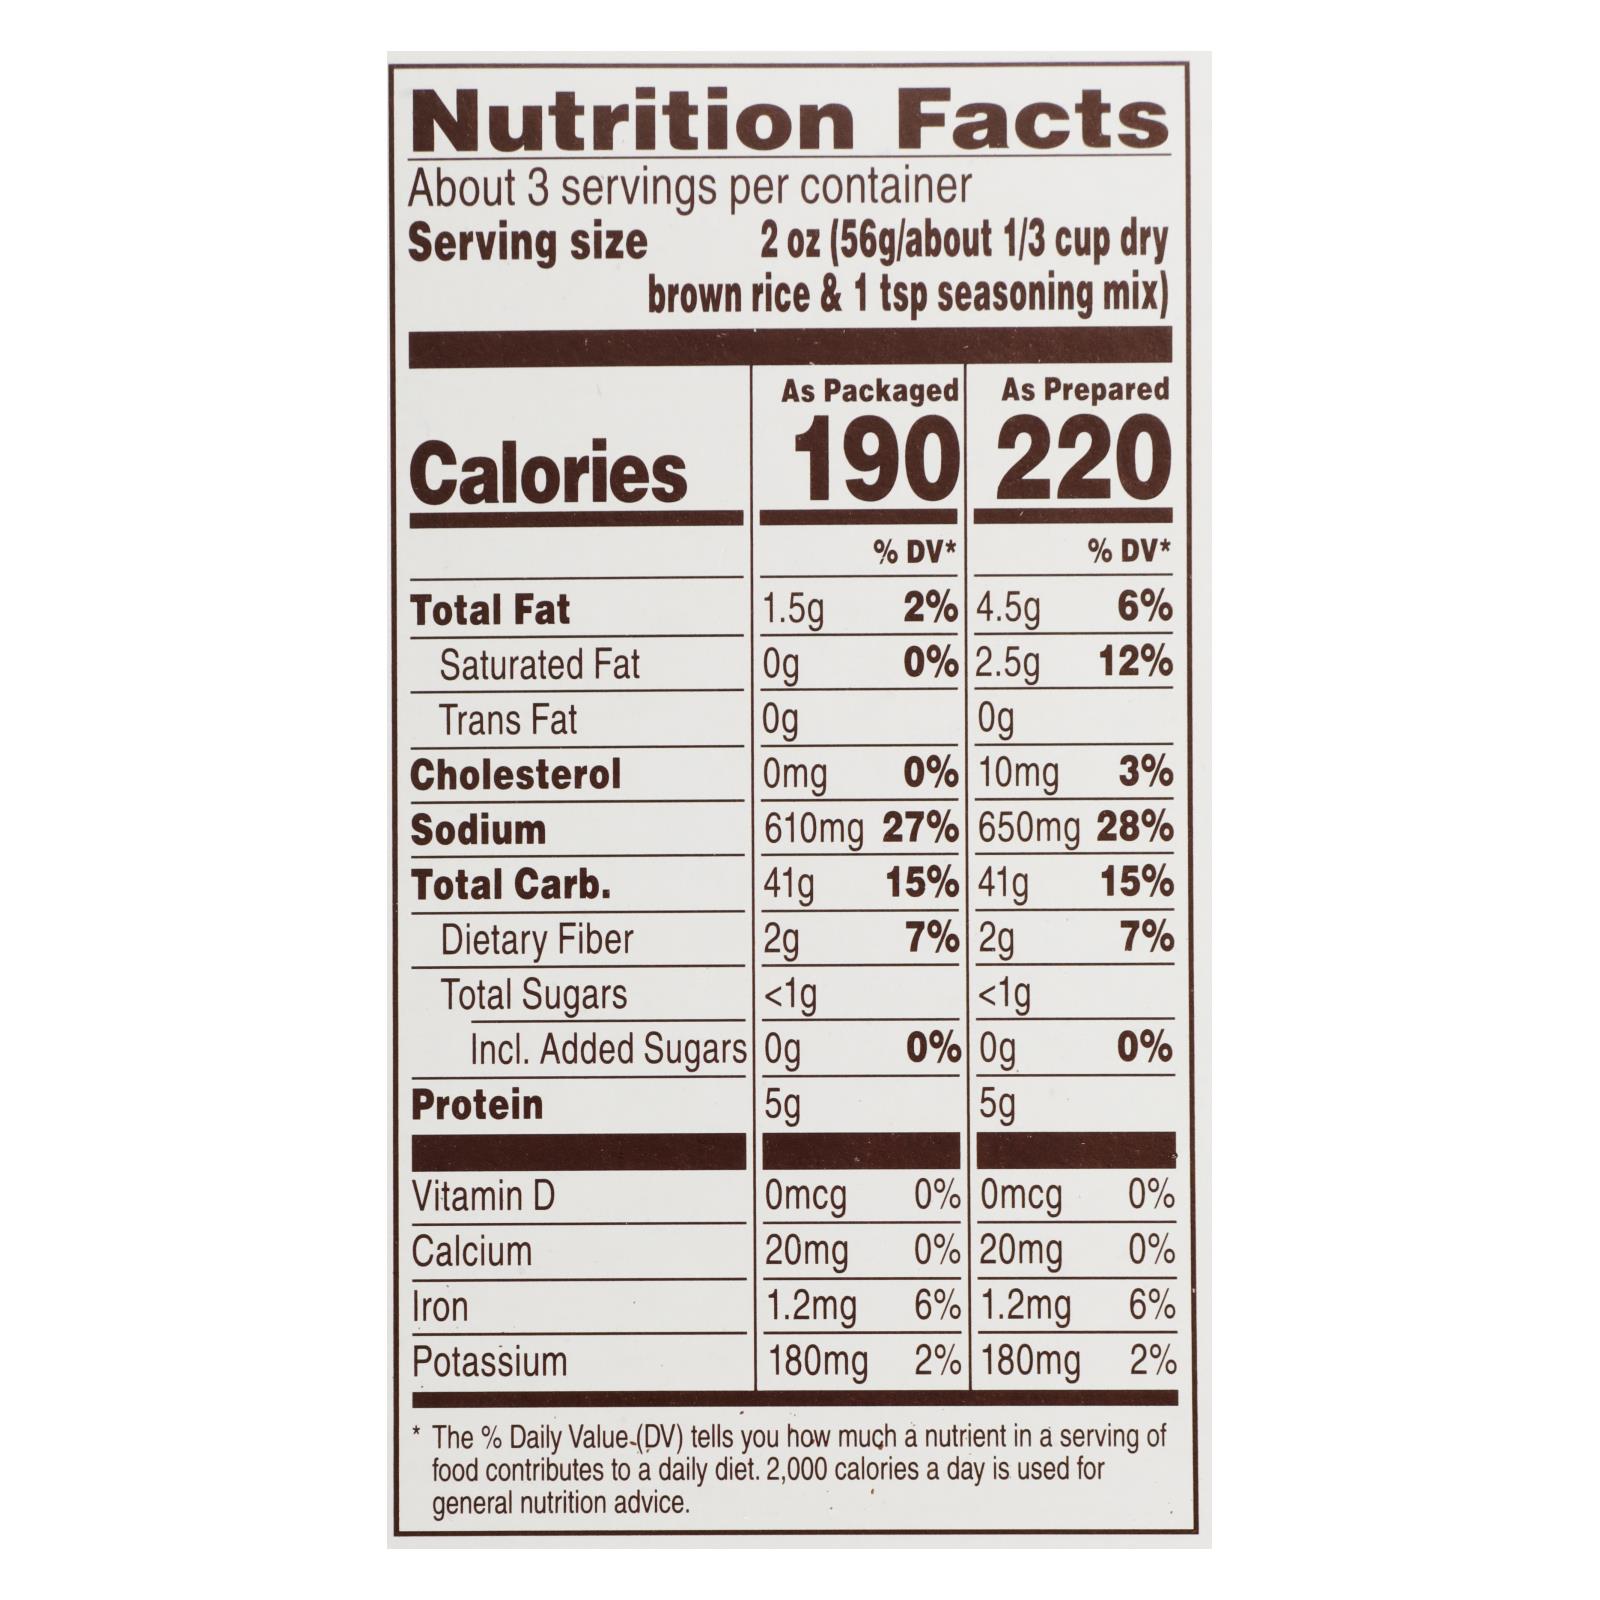 Nutrition Facts
About 3 servings per container
Serving size 2 oz (56g/about 1/3 cup dry
brown rice & 1 tsp seasoning mix)
As Packaged As Prepared
Calories 190 220
% DV* % DV*
Total Fat 1.5g 2% 4.5g 6%
Saturated Fat 0g 0% 2.5g 12%
Trans Fat 0g 0g
Cholesterol 0mg 0% 10mg 3%
Sodium 610mg 27% 650mg 28%
Total Carb. 41g 15% 41g 15%
Dietary Fiber 2g 7% 2g 7%
Total Sugars <1g <1g
Incl. Added Sugars 0g 0% 0g 0%
Protein 5g 5g
Vitamin D 0mcg 0% 0mcg 0%
Calcium 20mg 0% 20mg 0%
Iron 1.2mg 6% 1.2mg 6%
Potassium 180mg 2% 180mg 2%
* The % Daily Value (DV) tells you how much a nutrient in a serving of
food contributes to a daily diet. 2,000 calories a day is used for
general nutrition advice.